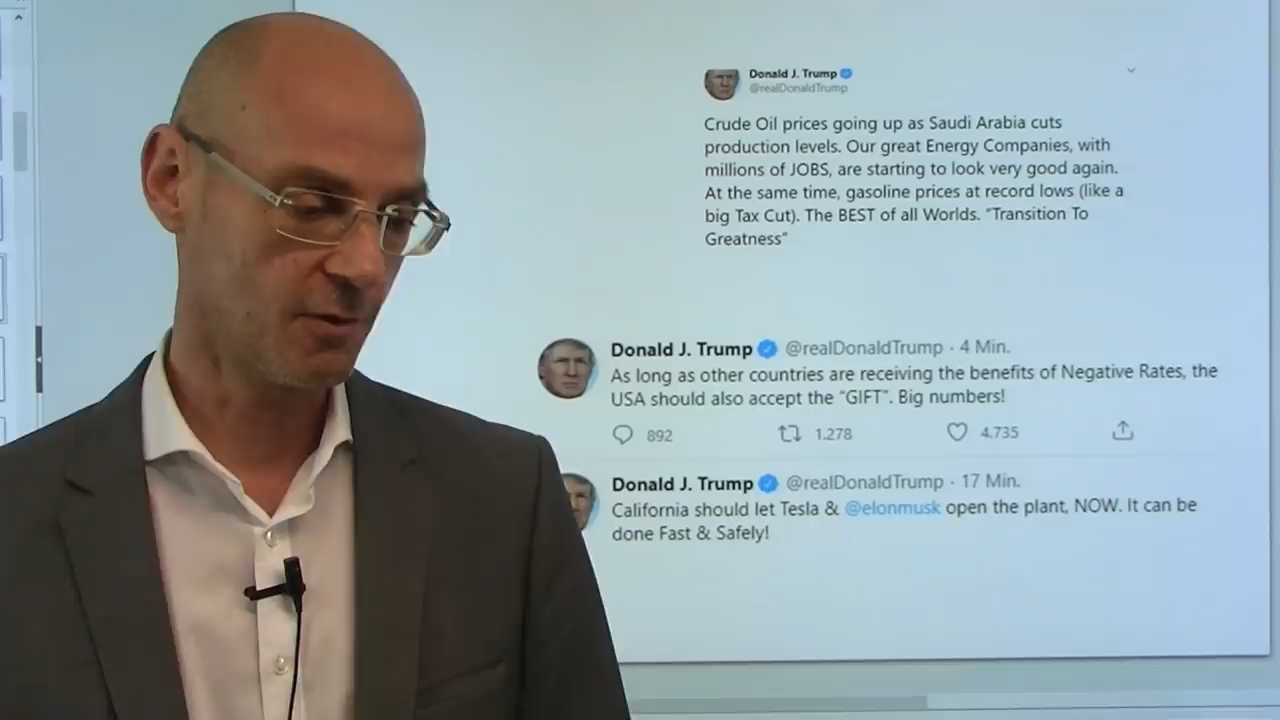 Donald J. Trump
@realDonaldTrump
Crude Oil prices going up as Saudi Arabia cuts
production levels. Our great Energy Companies, with
millions of JOBS, are starting to look very good again.
At the same time, gasoline prices at record lows (like a
big Tax Cut). The BEST of all Worlds. “Transition To
Greatness”
Donald J. Trump @realDonaldTrump · 4 Min.
As long as other countries are receiving the benefits of Negative Rates, the
USA should also accept the “GIFT”. Big numbers!
892 1.278 4.735
Donald J. Trump @realDonaldTrump · 17 Min.
California should let Tesla & @elonmusk open the plant, NOW. It can be
done Fast & Safely!